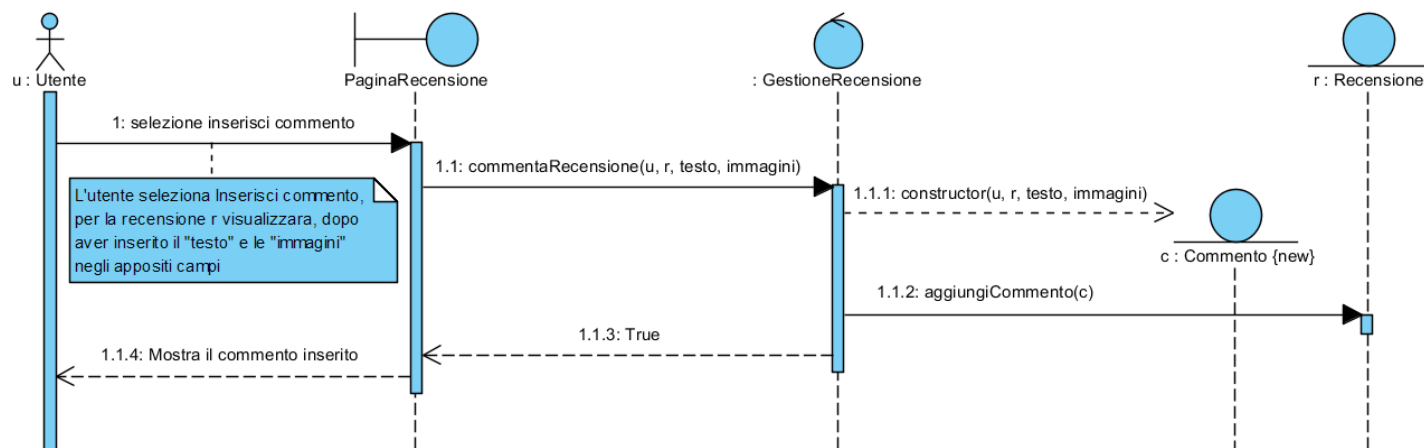 u : Utente
PaginaRecensione
: GestioneRecensione
r : Recensione
1: selezione inserisci commento
L'utente seleziona Inserisci commento,
per la recensione r visualizzara, dopo
aver inserito il "testo" e le "immagini"
negli appositi campi
1.1: commentaRecensione(u, r, testo, immagini)
1.1.1: constructor(u, r, testo, immagini)
c : Commento {new}
1.1.2: aggiungiCommento(c)
1.1.3: True
1.1.4: Mostra il commento inserito